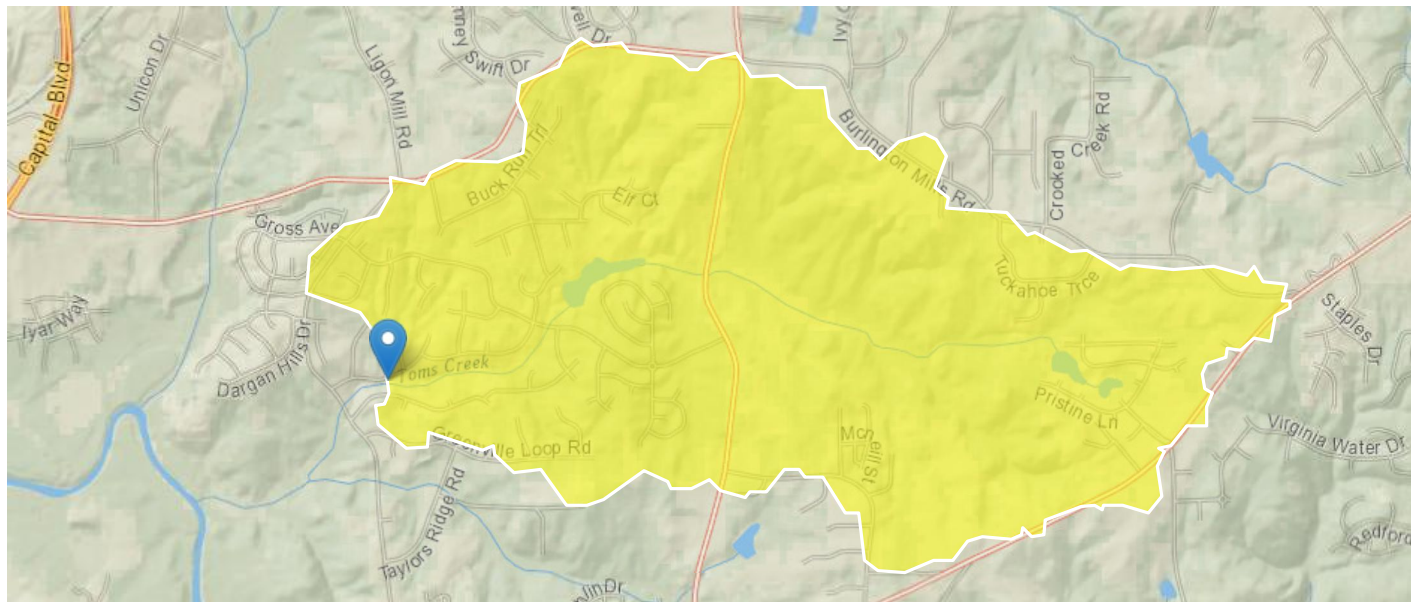 Capital Blvd
Unicon Dr
Ligon Mill Rd
Swift Dr
Burlington Mills Rd
Crooked
Creek Rd
Buck Run Trl
Elf Ct
Gross Ave
Tuckahoe Trce
Iyar Way
Dargan Hills Dr
Toms Creek
Staples Dr
Pristine Ln
Greenville Loop Rd
Mcneill St
Virginia Water Dr
Taylors Ridge Rd
Redford